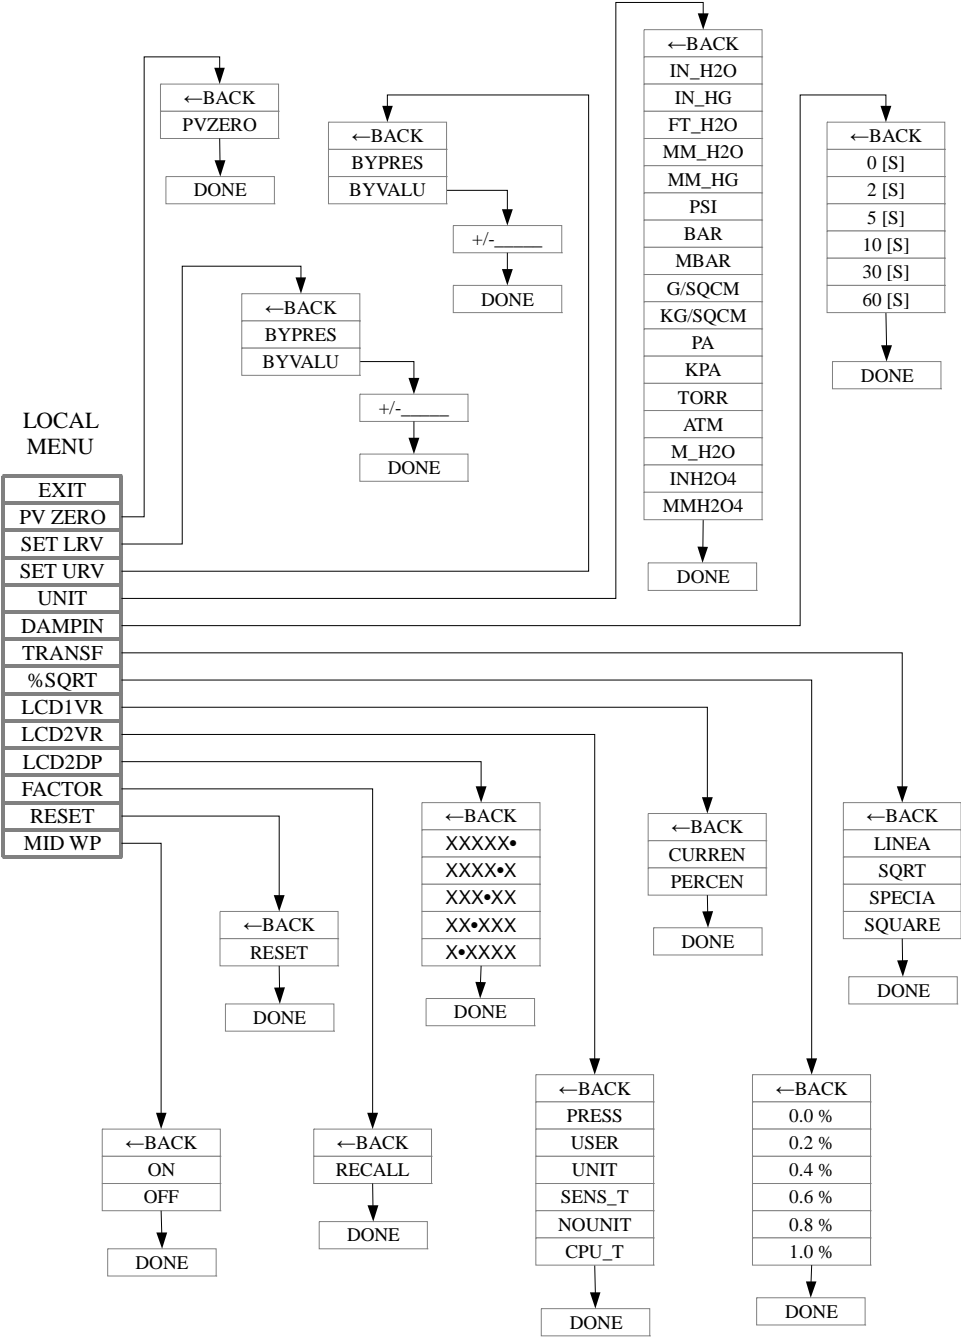 LOCAL
MENU
EXIT
PV ZERO
SET LRV
SET URV
UNIT
DAMPIN
TRANSF
%SQRT
LCD1VR
LCD2VR
LCD2DP
FACTOR
RESET
MID WP
←BACK
PVZERO
DONE
←BACK
BYPRES
BYVALU
+/-_____
DONE
←BACK
BYPRES
BYVALU
+/-_____
DONE
←BACK
IN_H2O
IN_HG
FT_H2O
MM_H2O
MM_HG
PSI
BAR
MBAR
G/SQCM
KG/SQCM
PA
KPA
TORR
ATM
M_H2O
INH2O4
MMH2O4
DONE
←BACK
0 [S]
2 [S]
5 [S]
10 [S]
30 [S]
60 [S]
DONE
←BACK
LINEA
SQRT
SPECIA
SQUARE
DONE
←BACK
0.0 %
0.2 %
0.4 %
0.6 %
0.8 %
1.0 %
DONE
←BACK
CURREN
PERCEN
DONE
←BACK
PRESS
USER
UNIT
SENS_T
NOUNIT
CPU_T
DONE
←BACK
XXXXX•
XXXX•X
XXX•XX
XX•XXX
X•XXXX
DONE
←BACK
RECALL
DONE
←BACK
RESET
DONE
←BACK
ON
OFF
DONE